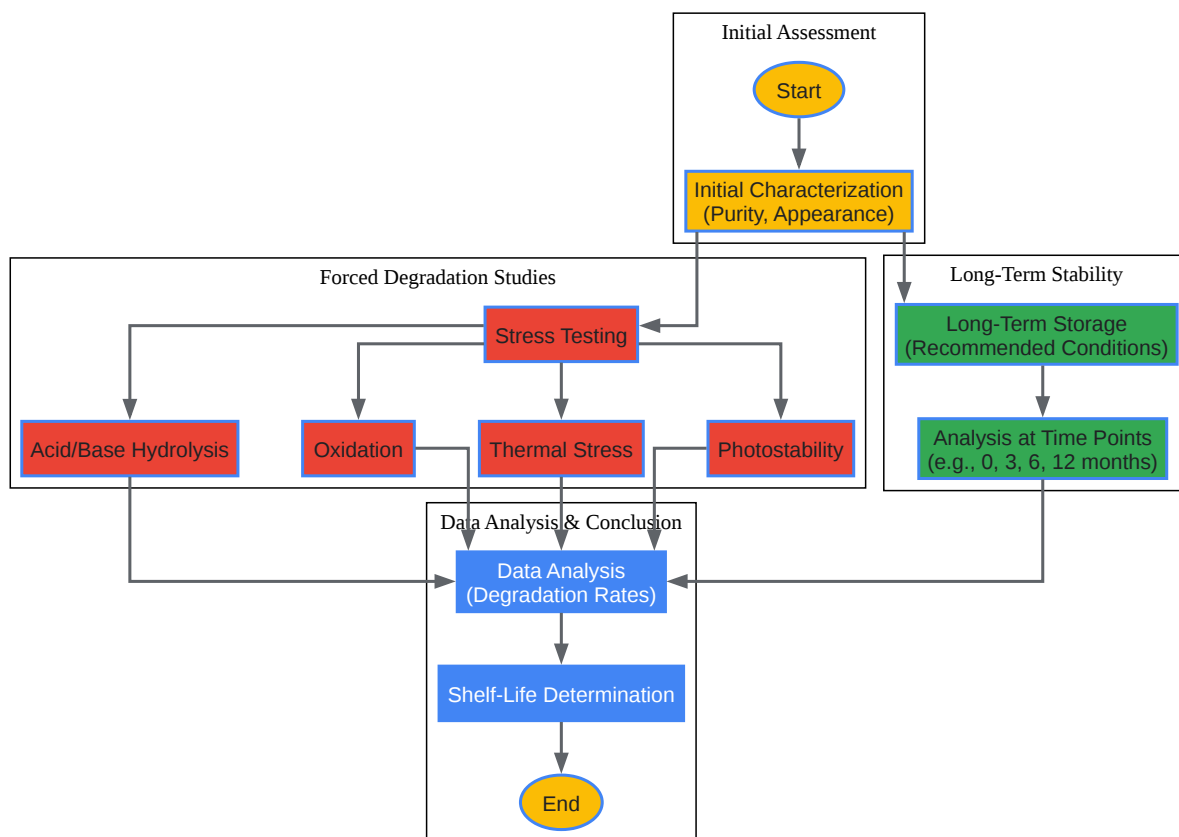 Initial Assessment
Start
Initial Characterization
(Purity, Appearance)
Forced Degradation Studies
Stress Testing
Acid/Base Hydrolysis
Oxidation
Thermal Stress
Photostability
Long-Term Stability
Long-Term Storage
(Recommended Conditions)
Analysis at Time Points
(e.g., 0, 3, 6, 12 months)
Data Analysis & Conclusion
Data Analysis
(Degradation Rates)
Shelf-Life Determination
End